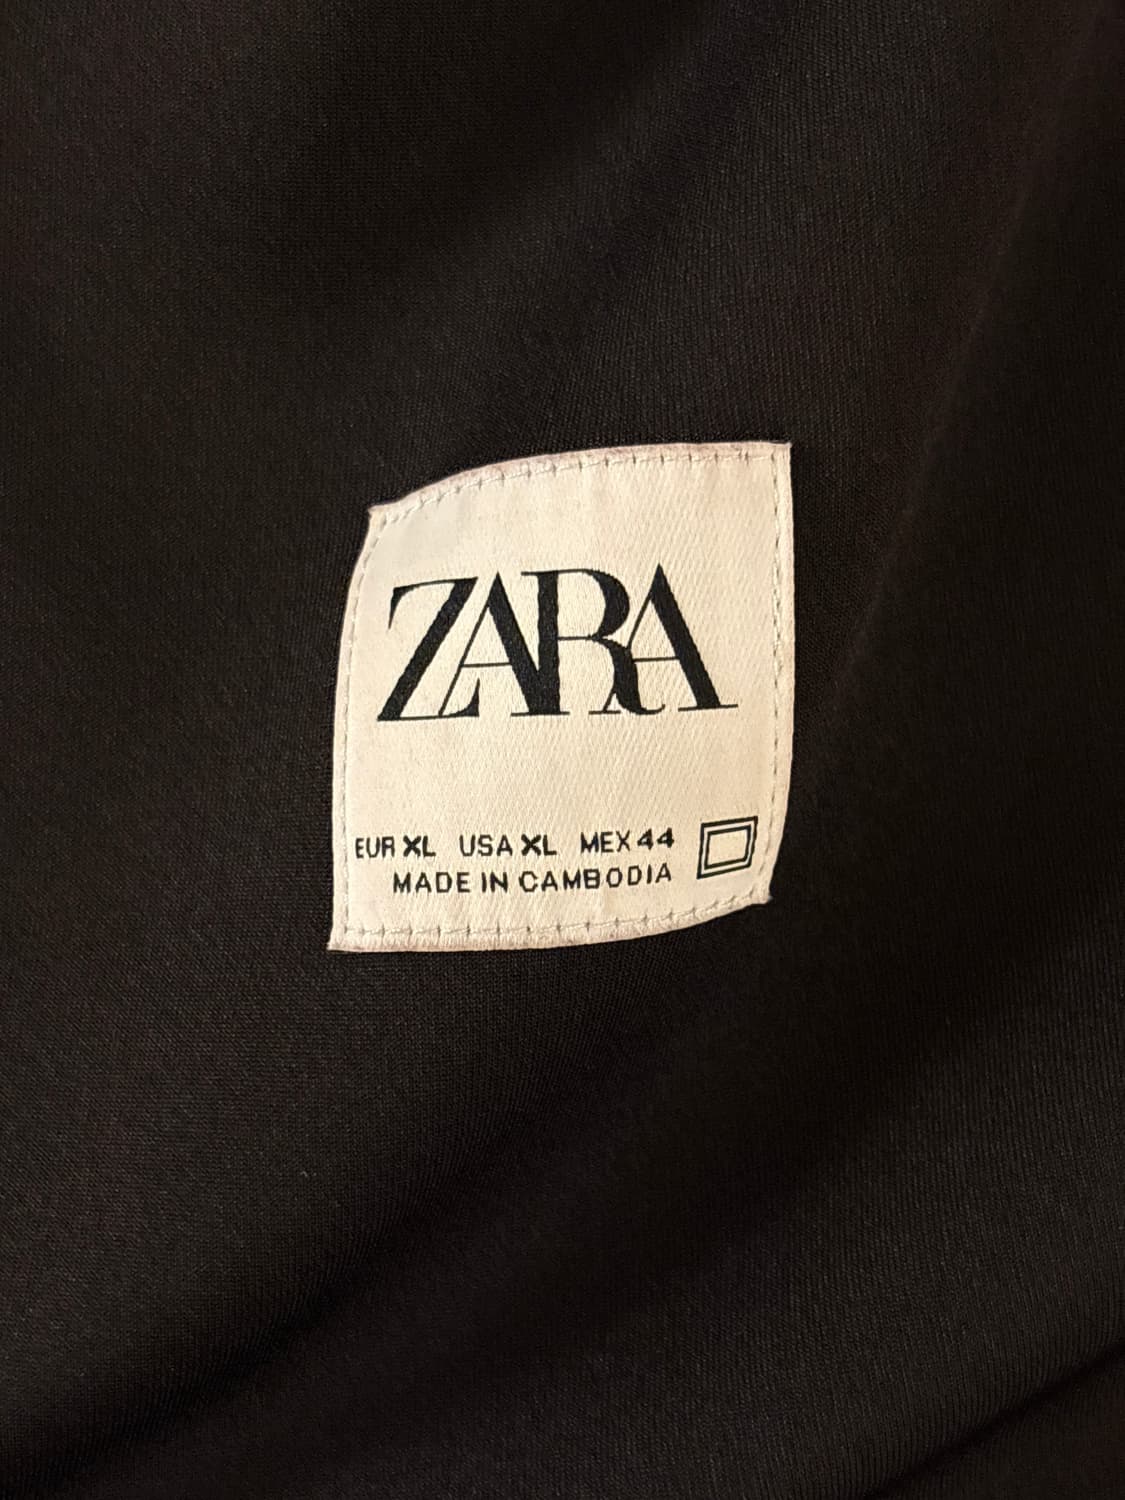 ZARA
EUR XL USA XL MEX 44
MADE IN CAMBODIA